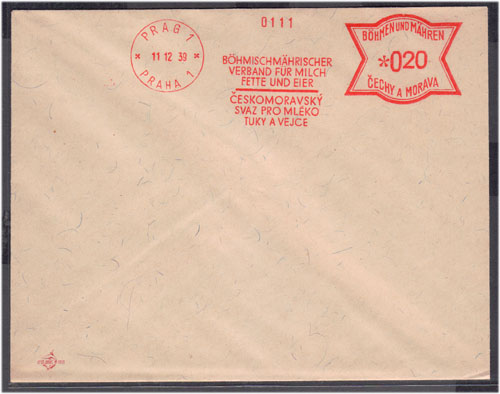 PRAG 1
11 12 39
PRAHA 1
0111
BÖHMISCHMÄHRISCHER
VERBAND FÜR MILCH
FETTE UND EIER
ČESKOMORAVSKÝ
SVAZ PRO MLÉKO
TUKY A VEJCE
BÖHMEN UND MÄHREN
*020
ČECHY A MORAVA